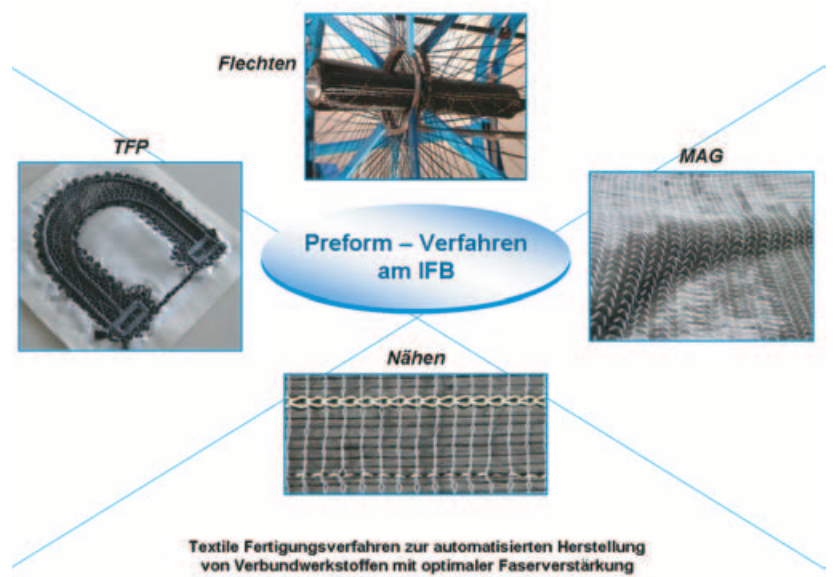 Flechten
TFP
MAG
Preform – Verfahren
am IFB
Nähen
Textile Fertigungsverfahren zur automatisierten Herstellung
von Verbundwerkstoffen mit optimaler Faserverstärkung